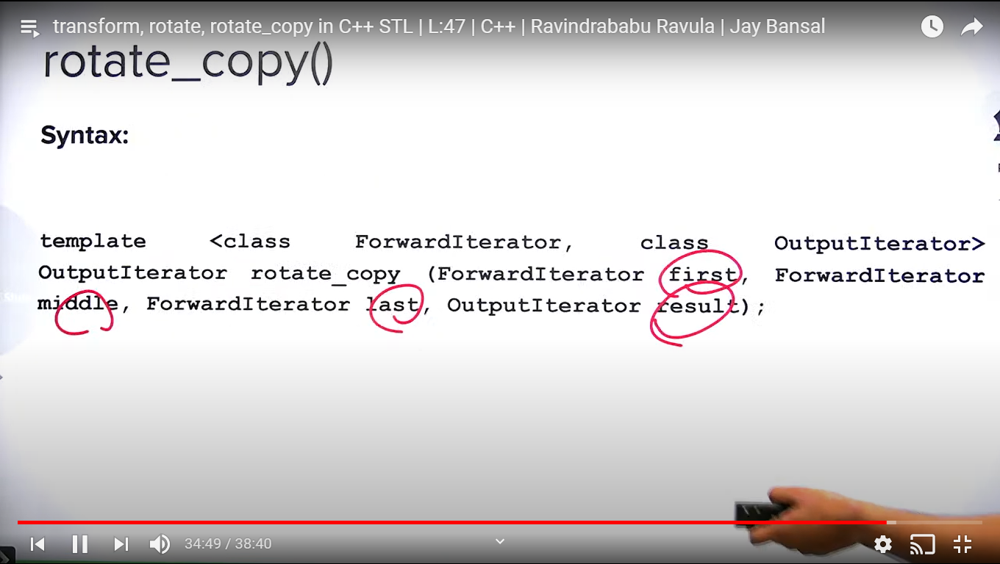 transform, rotate, rotate_copy in C++ STL | L:47 | C++ | Ravindrababu Ravula | Jay Bansal
rotate_copy()
Syntax:
template <class ForwardIterator, class OutputIterator>
OutputIterator rotate_copy (ForwardIterator first, ForwardIterator
middle, ForwardIterator last, OutputIterator result);
34:49 / 38:40